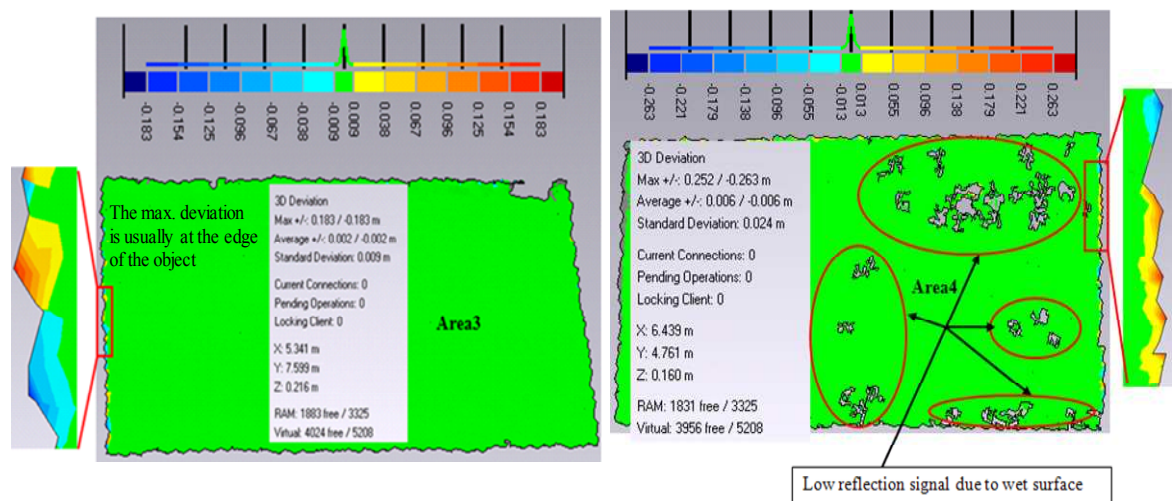 -0.183 -0.154 -0.125 -0.096 -0.067 -0.038 -0.009 0.009 0.038 0.067 0.096 0.125 0.154 0.183
The max. deviation
is usually at the edge
of the object
3D Deviation
Max +/-: 0.183 / -0.183 m
Average +/-: 0.002 / -0.002 m
Standard Deviation: 0.009 m
Current Connections: 0
Pending Operations: 0
Locking Client: 0
X: 5.341 m
Y: 7.599 m
Z: 0.216 m
RAM: 1883 free / 3325
Virtual: 4024 free / 5208
Area3
-0.263 -0.221 -0.179 -0.138 -0.096 -0.055 -0.013 0.013 0.055 0.096 0.138 0.179 0.221 0.263
3D Deviation
Max +/-: 0.252 / -0.263 m
Average +/-: 0.006 / -0.006 m
Standard Deviation: 0.024 m
Current Connections: 0
Pending Operations: 0
Locking Client: 0
X: 6.439 m
Y: 4.761 m
Z: 0.160 m
RAM: 1831 free / 3325
Virtual: 3956 free / 5208
Area4
Low reflection signal due to wet surface